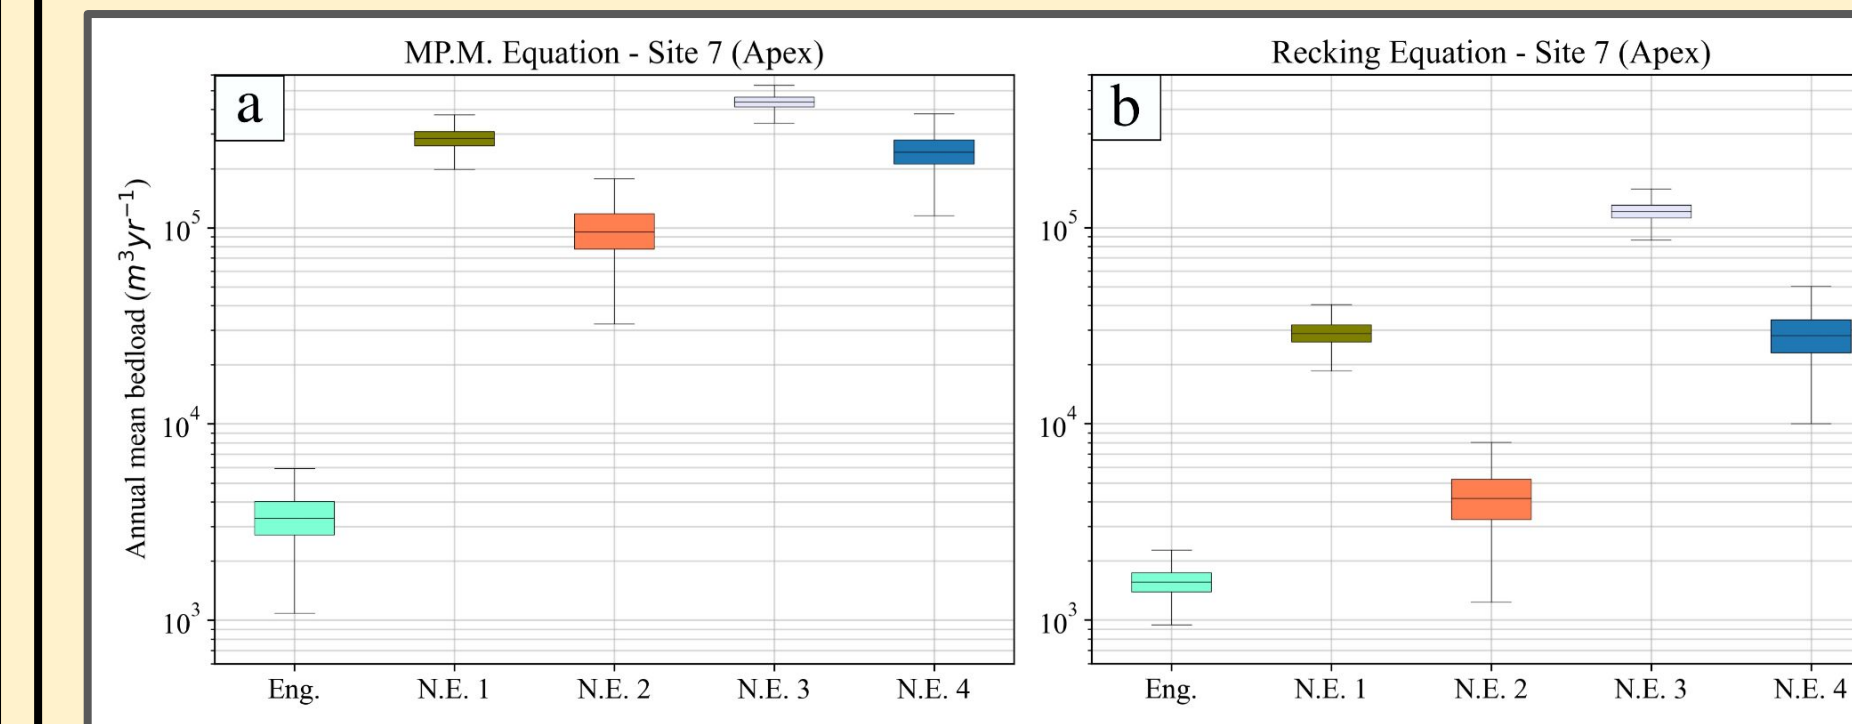 MP.M. Equation - Site 7 (Apex)
a
Annual mean bedload (m³yr⁻¹)
10⁵
10⁴
10³
Eng. N.E. 1 N.E. 2 N.E. 3 N.E. 4
Recking Equation - Site 7 (Apex)
b
10⁵
10⁴
10³
Eng. N.E. 1 N.E. 2 N.E. 3 N.E. 4